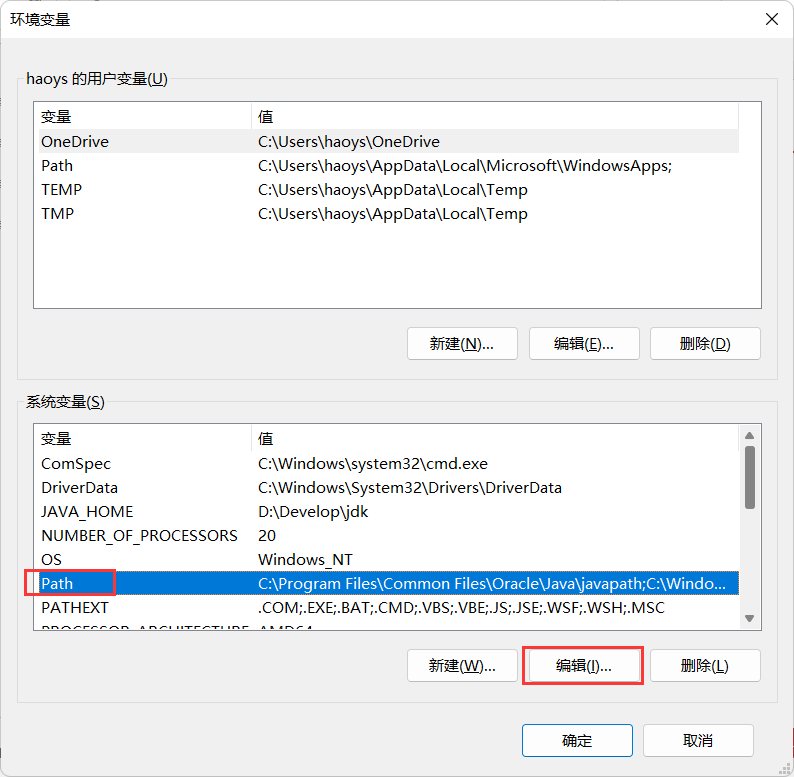 环境变量
haoys 的用户变量(U)
变量 值
OneDrive C:\Users\haoys\OneDrive
Path C:\Users\haoys\AppData\Local\Microsoft\WindowsApps;
TEMP C:\Users\haoys\AppData\Local\Temp
TMP C:\Users\haoys\AppData\Local\Temp
新建(N)... 编辑(E)... 删除(D)
系统变量(S)
变量 值
ComSpec C:\Windows\system32\cmd.exe
DriverData C:\Windows\System32\Drivers\DriverData
JAVA_HOME D:\Develop\jdk
NUMBER_OF_PROCESSORS 20
OS Windows_NT
Path C:\Program Files\Common Files\Oracle\Java\javapath;C:\Windo...
PATHEXT .COM;.EXE;.BAT;.CMD;.VBS;.VBE;.JS;.JSE;.WSF;.WSH;.MSC
PROCESSOR_ARCHITECTURE AMD64
新建(W)... 编辑(I)... 删除(L)
确定 取消